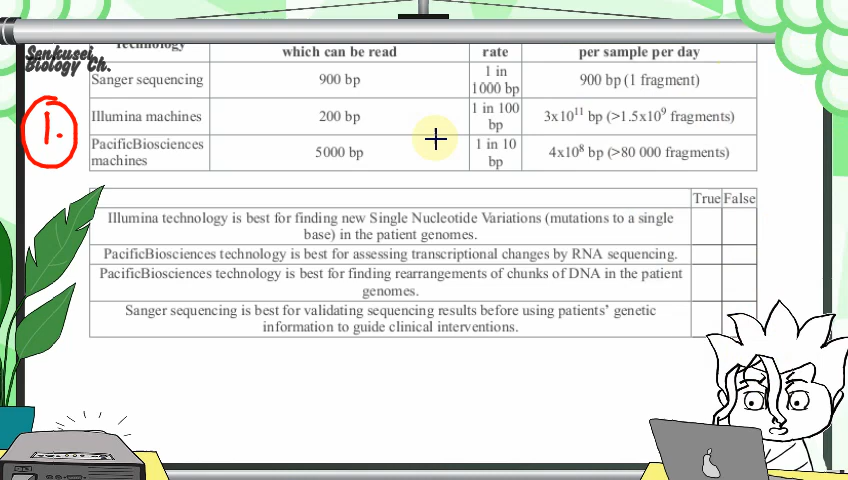 Technology
which can be read
rate
per sample per day
Senkusei
Biology Ch.
Sanger sequencing
900 bp
1 in
1000 bp
900 bp (1 fragment)
1.
Illumina machines
200 bp
1 in 100
bp
3x10¹¹ bp (>1.5x10⁹ fragments)
PacificBiosciences
machines
5000 bp
1 in 10
bp
4x10⁸ bp (>80 000 fragments)
True False
Illumina technology is best for finding new Single Nucleotide Variations (mutations to a single
base) in the patient genomes.
PacificBiosciences technology is best for assessing transcriptional changes by RNA sequencing.
PacificBiosciences technology is best for finding rearrangements of chunks of DNA in the patient
genomes.
Sanger sequencing is best for validating sequencing results before using patients' genetic
information to guide clinical interventions.